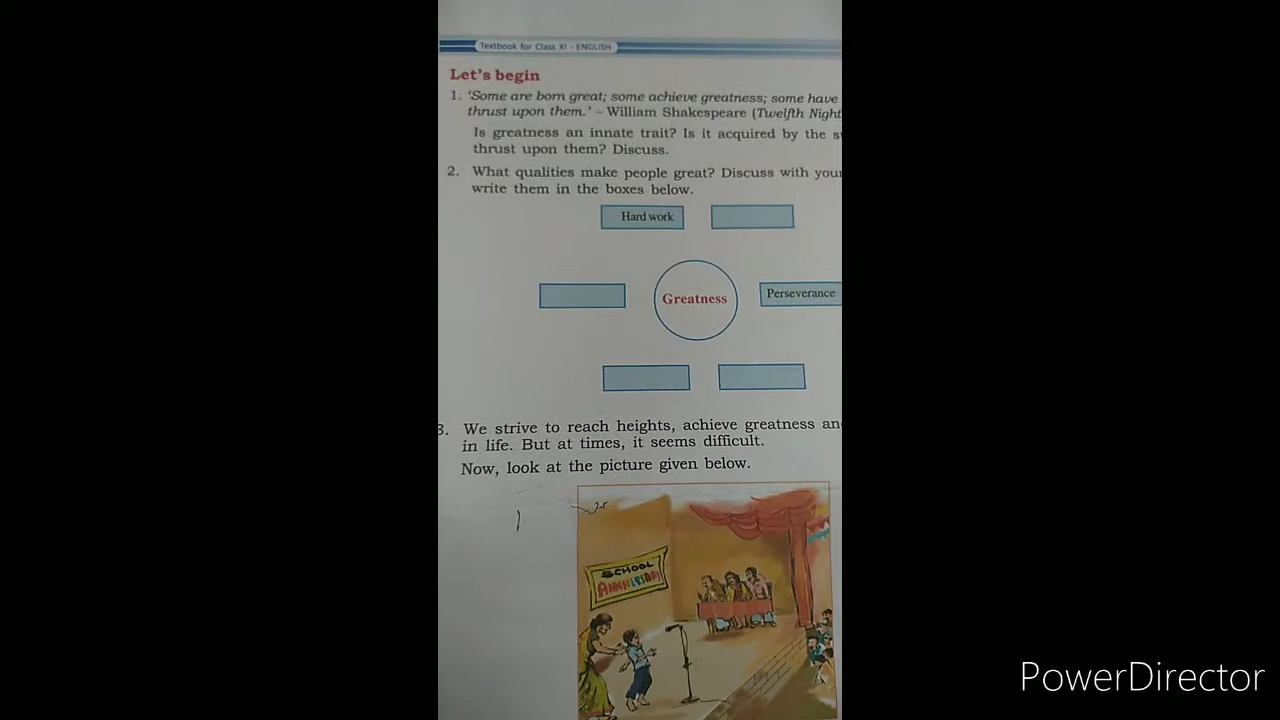 Textbook for Class XI - ENGLISH
Let's begin
1. 'Some are born great; some achieve greatness; some have
thrust upon them.' – William Shakespeare (Twelfth Night
Is greatness an innate trait? Is it acquired by the
thrust upon them? Discuss.
2. What qualities make people great? Discuss with your
write them in the boxes below.
Hard work
Greatness
Perseverance
3. We strive to reach heights, achieve greatness an
in life. But at times, it seems difficult.
Now, look at the picture given below.
SCHOOL
ANNIVERSARY
PowerDirector